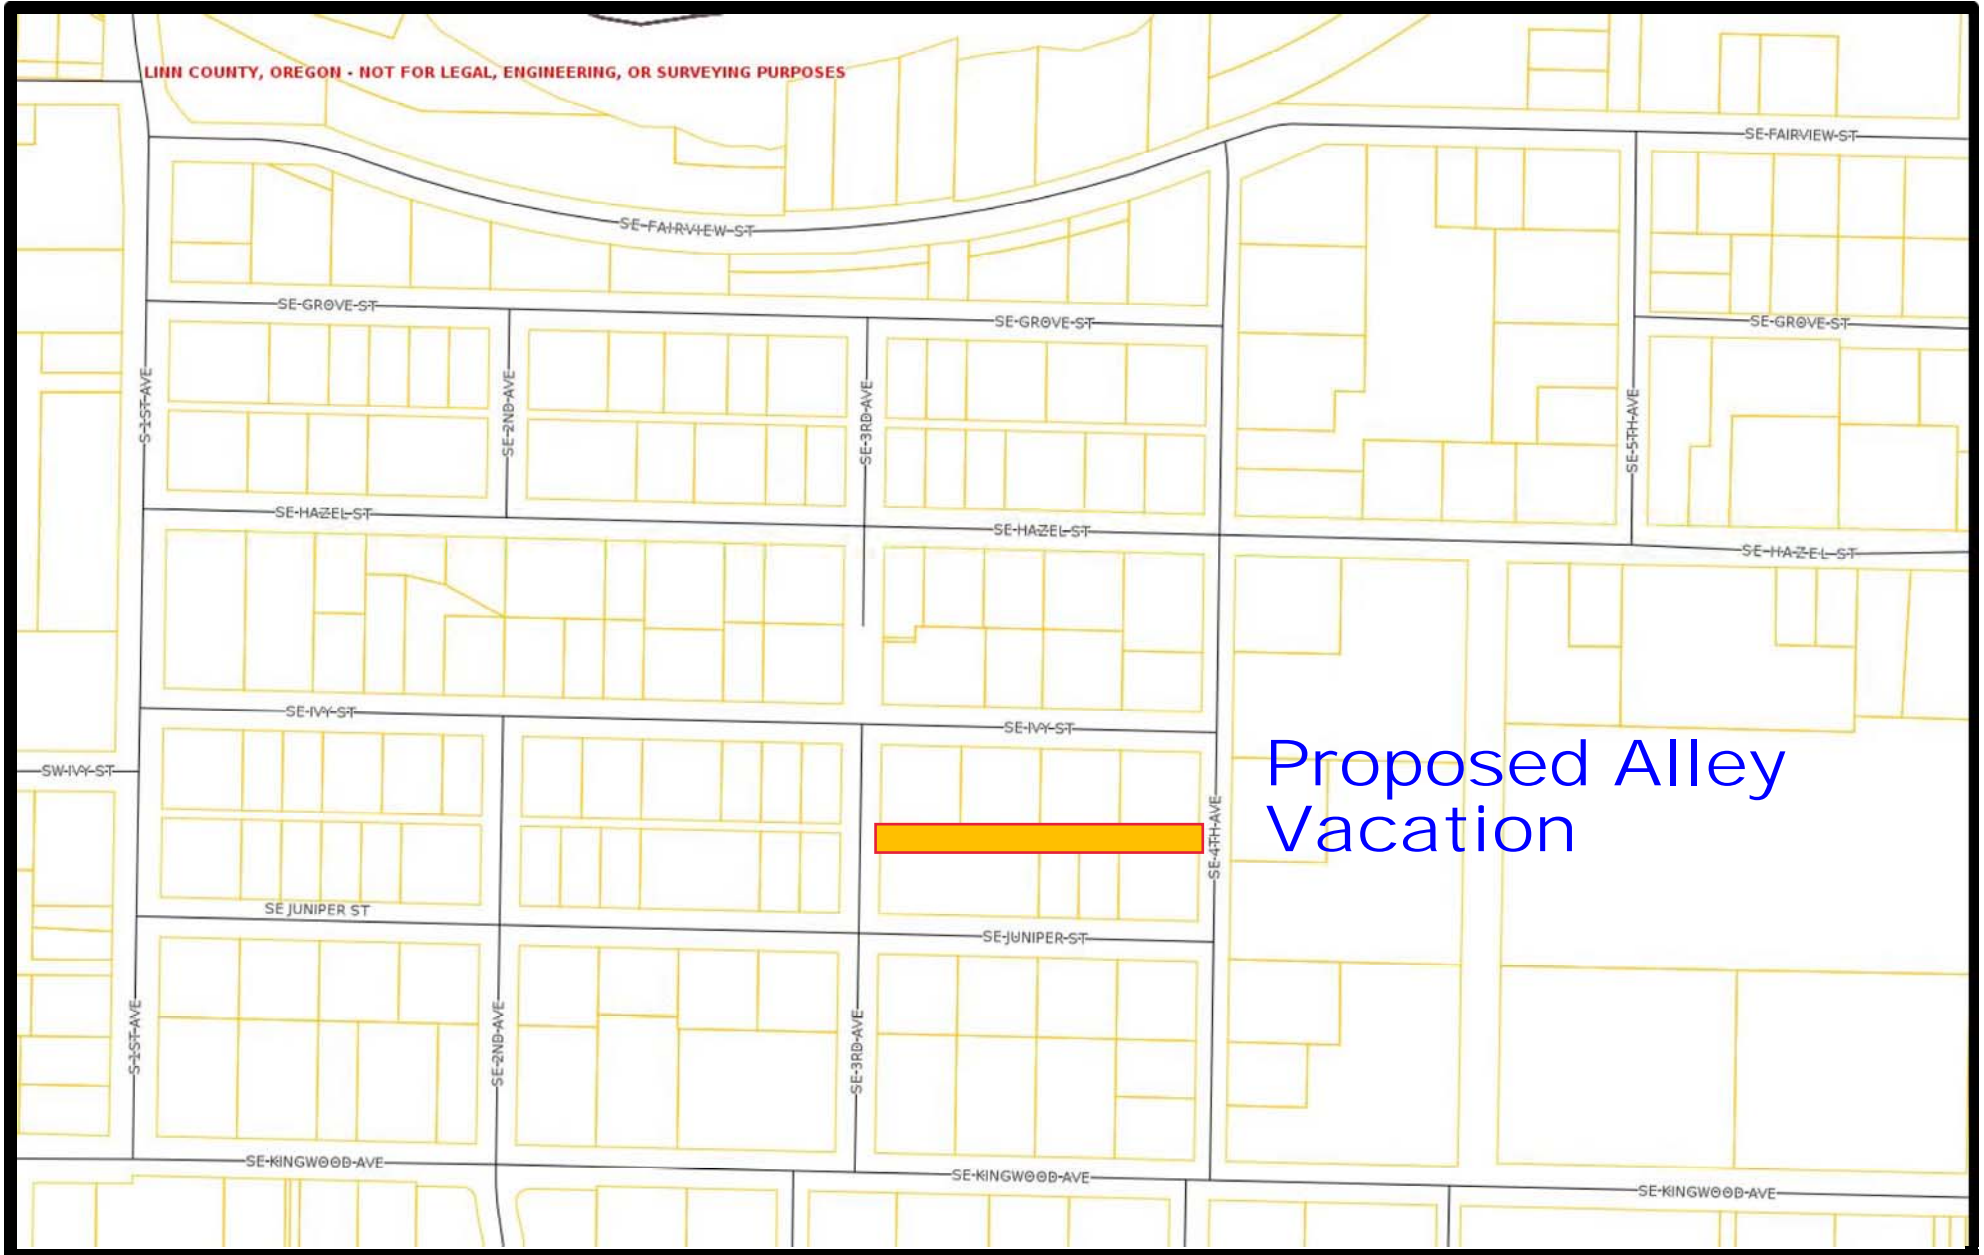 LINN COUNTY, OREGON - NOT FOR LEGAL, ENGINEERING, OR SURVEYING PURPOSES
SE FAIRVIEW ST
SE FAIRVIEW ST
SE GROVE ST
SE GROVE ST
SE GROVE ST
S 1ST AVE
SE 2ND AVE
SE 3RD AVE
SE 5TH AVE
SE HAZEL ST
SE HAZEL ST
SE HAZEL ST
SE IVY ST
SE IVY ST
SW IVY ST
Proposed Alley
Vacation
SE 4TH AVE
SE JUNIPER ST
SE JUNIPER ST
S 1ST AVE
SE 2ND AVE
SE 3RD AVE
SE KINGWOOD AVE
SE KINGWOOD AVE
SE KINGWOOD AVE